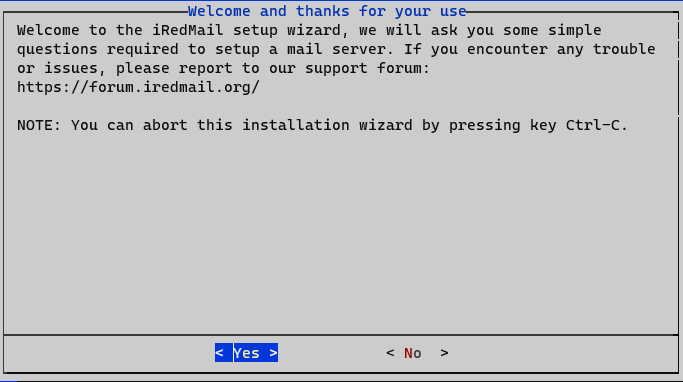 Welcome and thanks for your use
Welcome to the iRedMail setup wizard, we will ask you some simple
questions required to setup a mail server. If you encounter any trouble
or issues, please report to our support forum:
https://forum.iredmail.org/
NOTE: You can abort this installation wizard by pressing key Ctrl-C.
< Yes > < No >